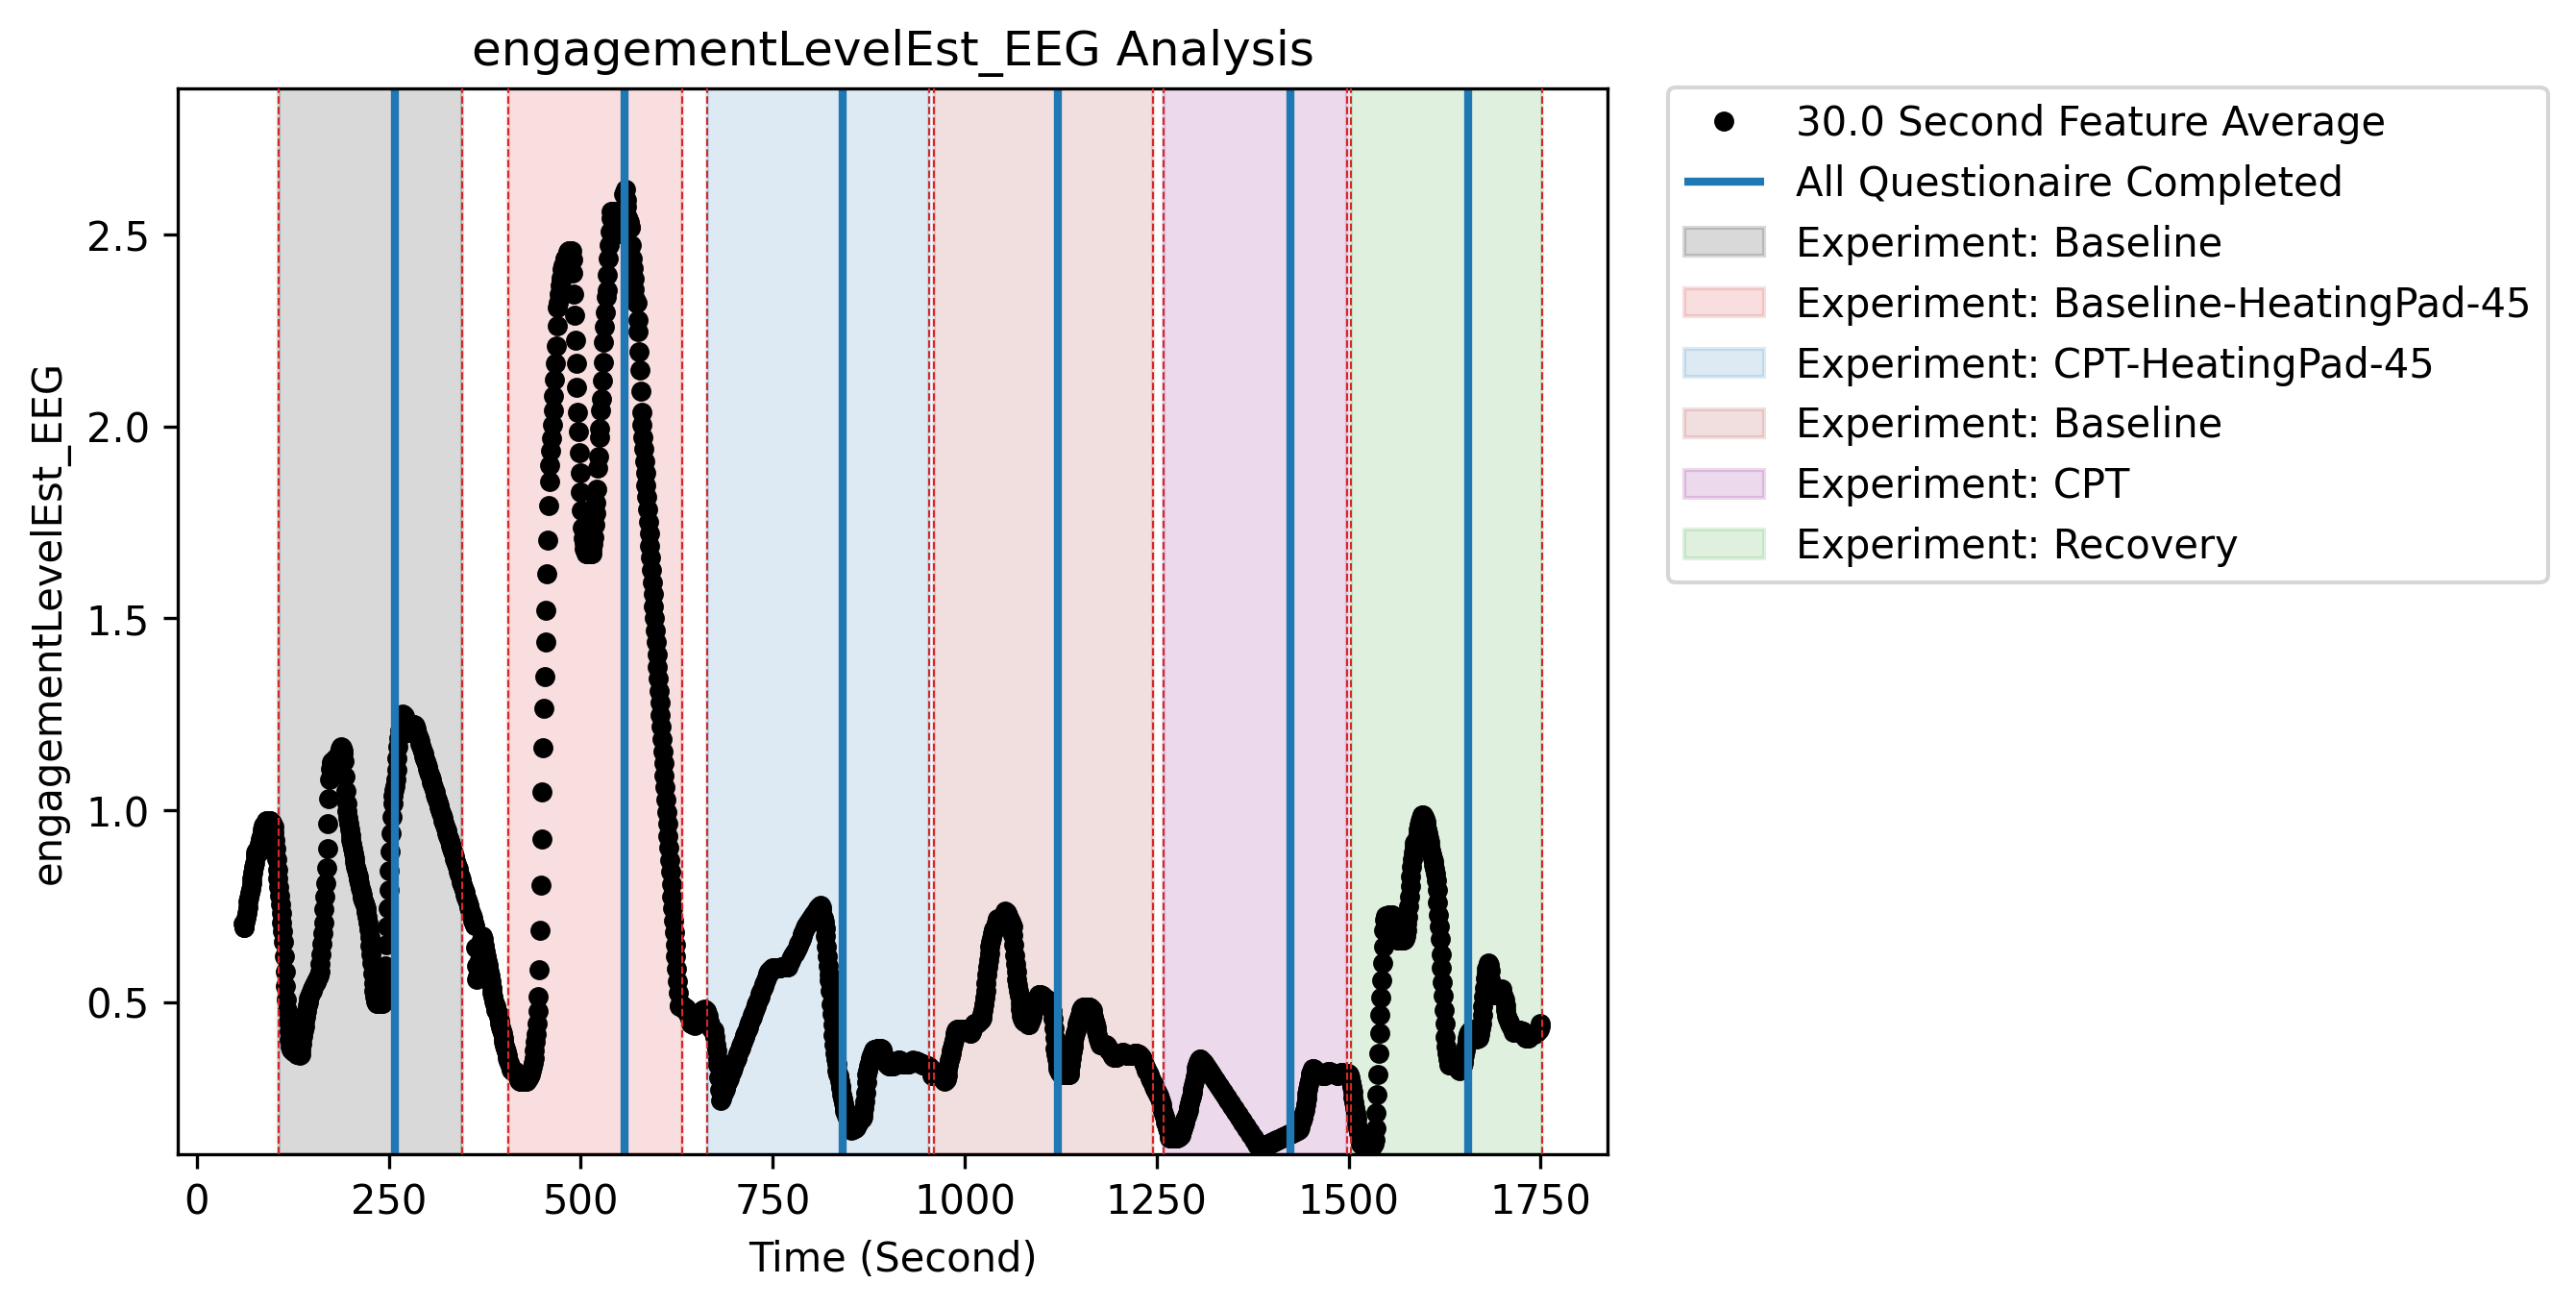 engagementLevelEst_EEG Analysis
30.0 Second Feature Average
All Questionaire Completed
Experiment: Baseline
Experiment: Baseline-HeatingPad-45
Experiment: CPT-HeatingPad-45
Experiment: Baseline
Experiment: CPT
Experiment: Recovery
engagementLevelEst_EEG
2.5
2.0
1.5
1.0
0.5
0 250 500 750 1000 1250 1500 1750
Time (Second)